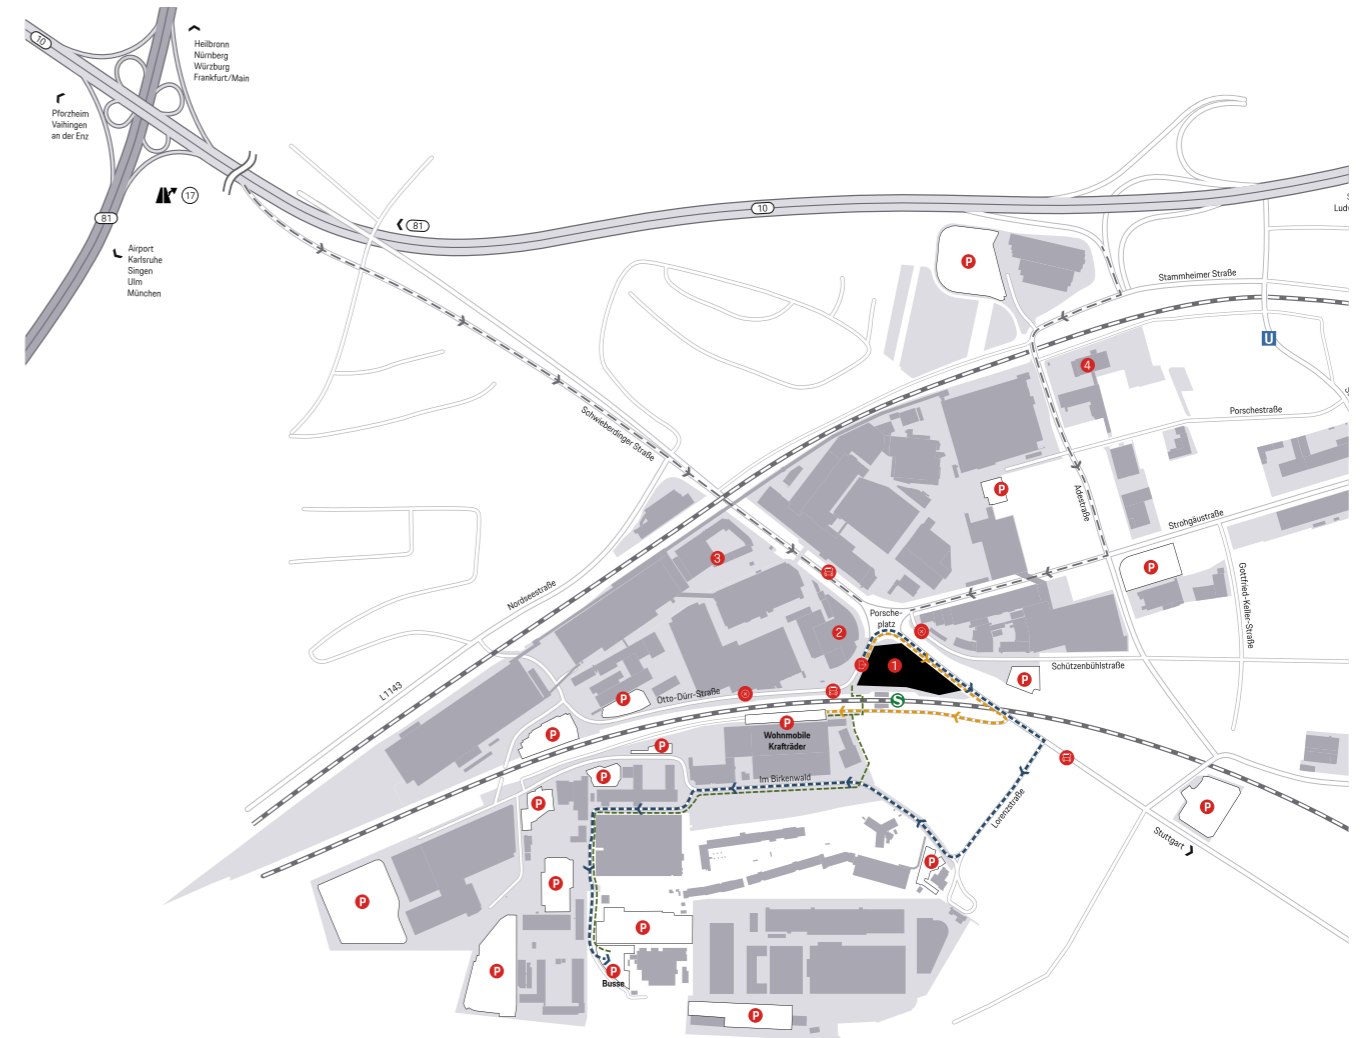 10
Heilbronn
Nürnberg
Würzburg
Frankfurt/Main
Pforzheim
Vaihingen
an der Enz
17
81
81
10
Airport
Karlsruhe
Singen
Ulm
München
P
Stammheimer Straße
U
4
Schwieberdinger Straße
Porschestraße
P
Adestraße
Strohgäustraße
3
P
Gottfried-Keller-Straße
Nordseestraße
Porsche-
platz
2
1
Schützenbühlstraße
P
L1143
Otto-Dürr-Straße
P
S
P
Wohnmobile
Krafträder
P
P
P
Im Birkenwald
P
Lorenzstraße
P
Stuttgart
P
P
P
P
P
P
Busse
P